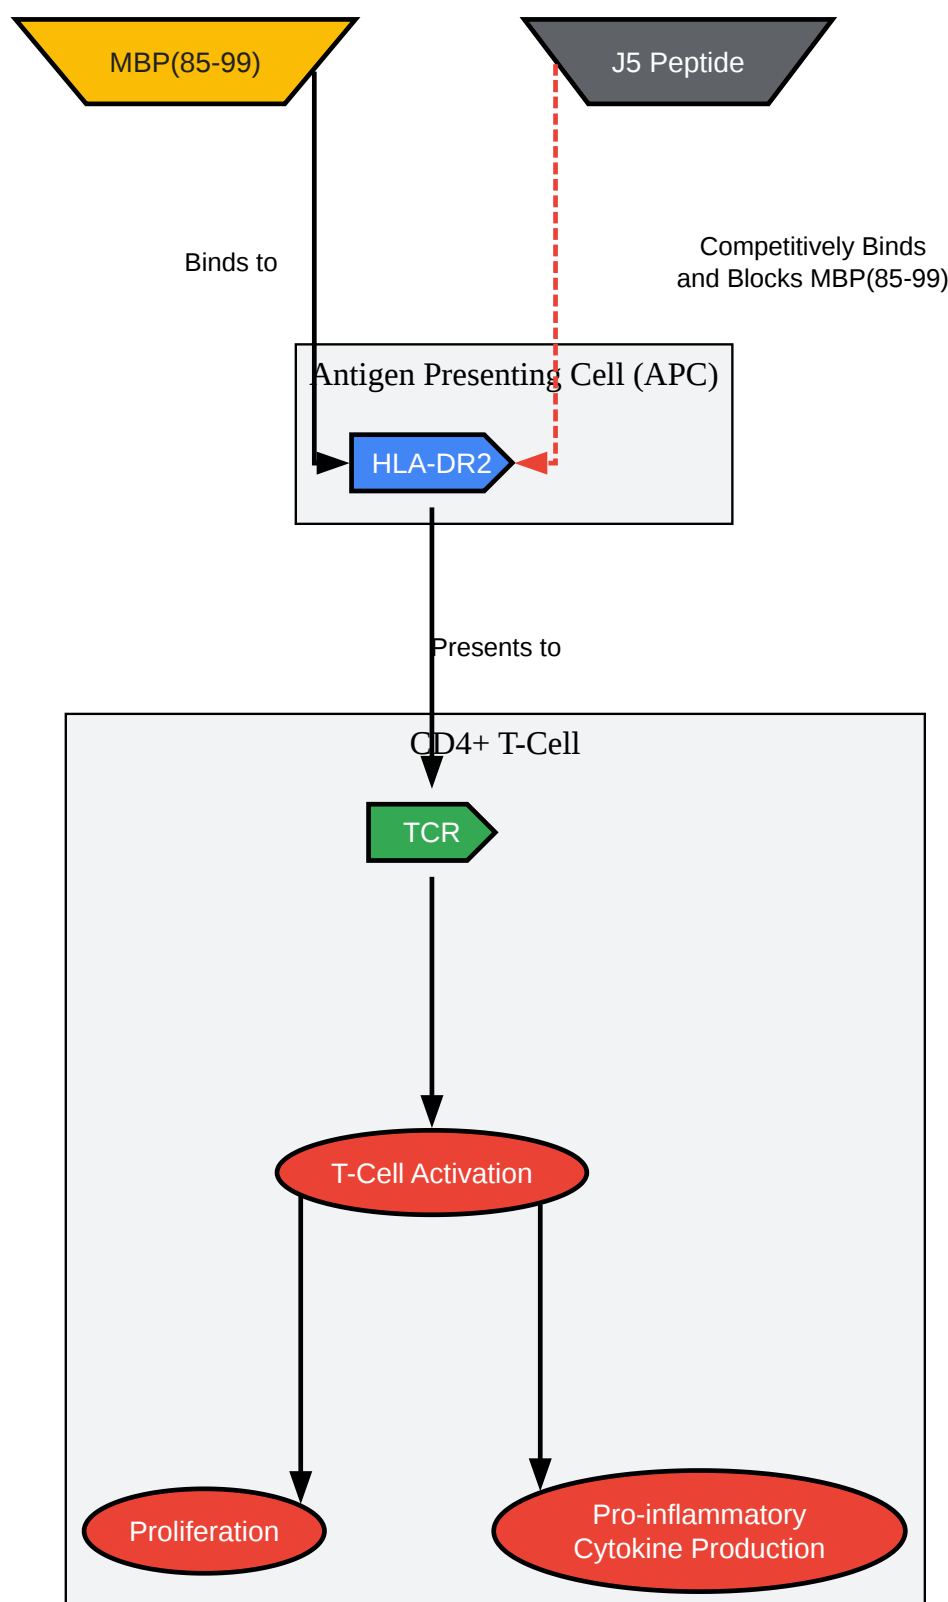 MBP(85-99)
J5 Peptide
Binds to
Competitively Binds
and Blocks MBP(85-99)
Antigen Presenting Cell (APC)
HLA-DR2
Presents to
CD4+ T-Cell
TCR
T-Cell Activation
Proliferation
Pro-inflammatory
Cytokine Production